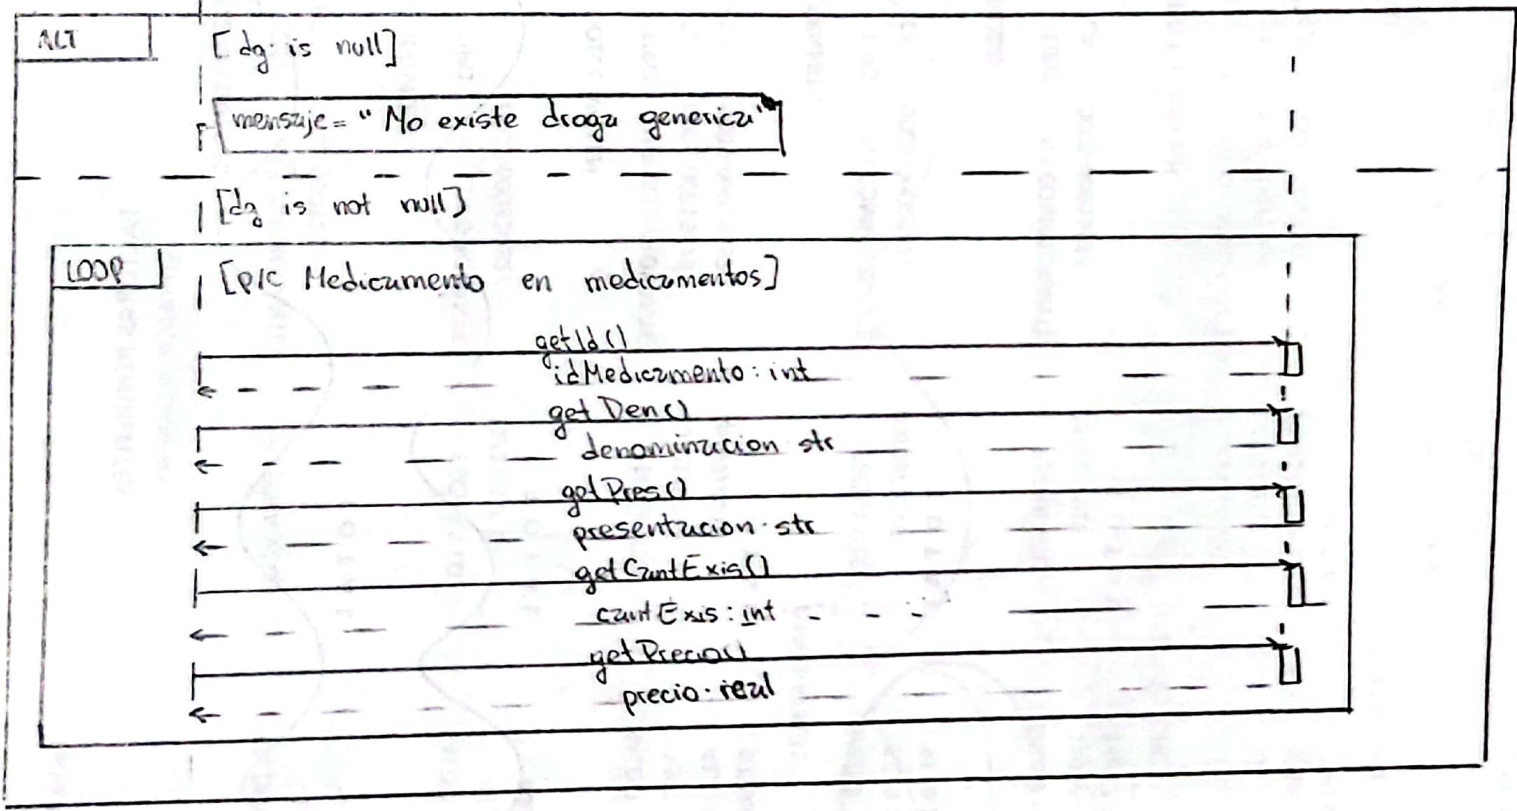 ALT
[dg is null]
mensaje = "No existe droga generica"
[dg is not null]
LOOP
[p/c Medicamento en medicamentos]
getId()
idMedicamento: int
getDen()
denominacion str
getPres()
presentacion: str
getCantExis()
cantExis: int
getPrecio()
precio: real